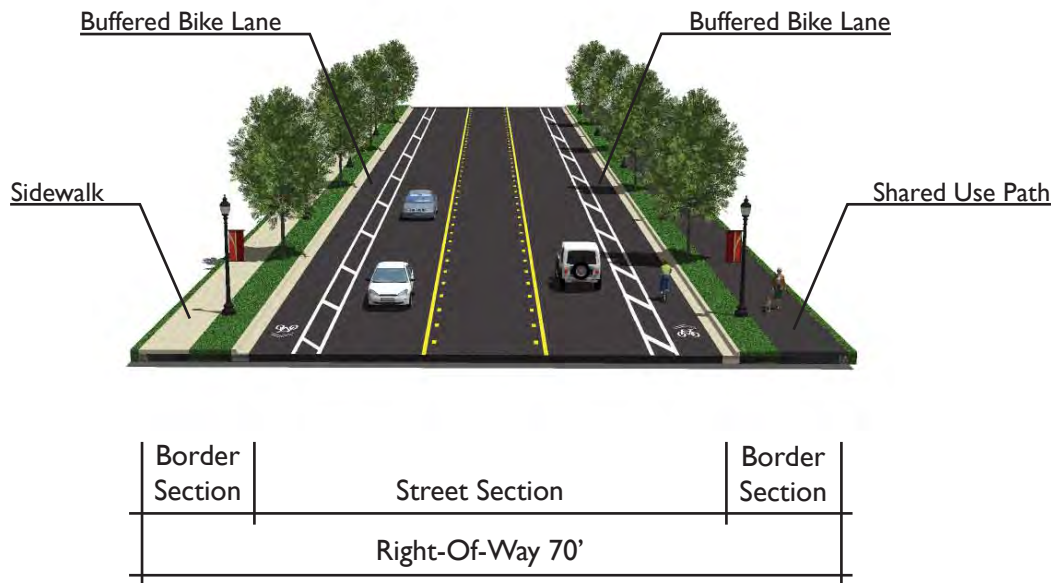 Buffered Bike Lane
Buffered Bike Lane
Sidewalk
Shared Use Path
Border
Section
Street Section
Border
Section
Right-Of-Way 70'